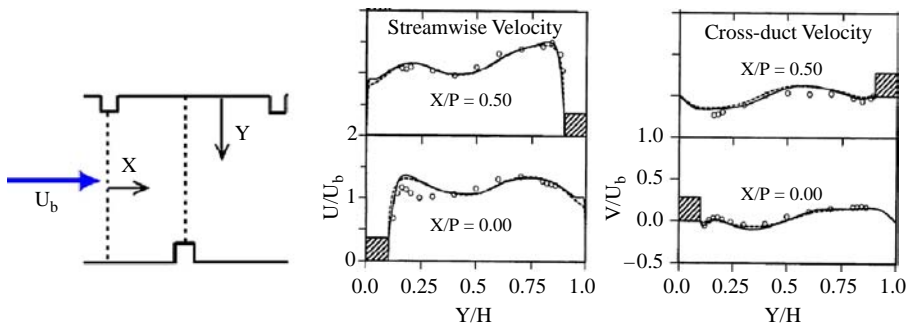 X
Y
U_b
Streamwise Velocity
X/P = 0.50
2
U/U_b
1
X/P = 0.00
0
0.0 0.25 0.50 0.75 1.0
Y/H
Cross-duct Velocity
X/P = 0.50
1.0
V/U_b
0.5
X/P = 0.00
0.0
−0.5
0.0 0.25 0.50 0.75 1.0
Y/H